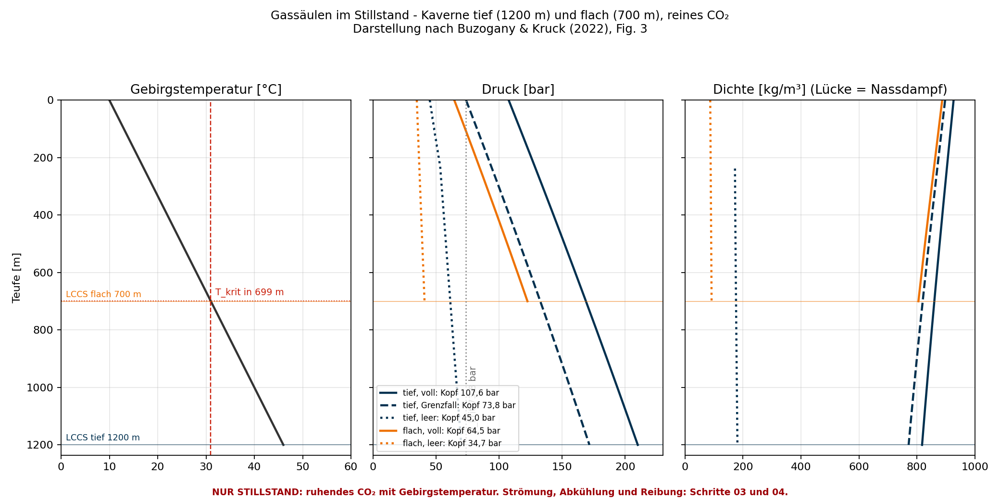 Gassäulen im Stillstand - Kaverne tief (1200 m) und flach (700 m), reines CO₂
Darstellung nach Buzogany & Kruck (2022), Fig. 3
Gebirgstemperatur [°C]
Druck [bar]
Dichte [kg/m³] (Lücke = Nassdampf)
Teufe [m]
0
200
400
600
800
1000
1200
LCCS flach 700 m
T_krit in 699 m
LCCS tief 1200 m
bar
tief, voll: Kopf 107,6 bar
tief, Grenzfall: Kopf 73,8 bar
tief, leer: Kopf 45,0 bar
flach, voll: Kopf 64,5 bar
flach, leer: Kopf 34,7 bar
0 10 20 30 40 50 60
0 50 100 150 200
0 200 400 600 800 1000
NUR STILLSTAND: ruhendes CO₂ mit Gebirgstemperatur. Strömung, Abkühlung und Reibung: Schritte 03 und 04.